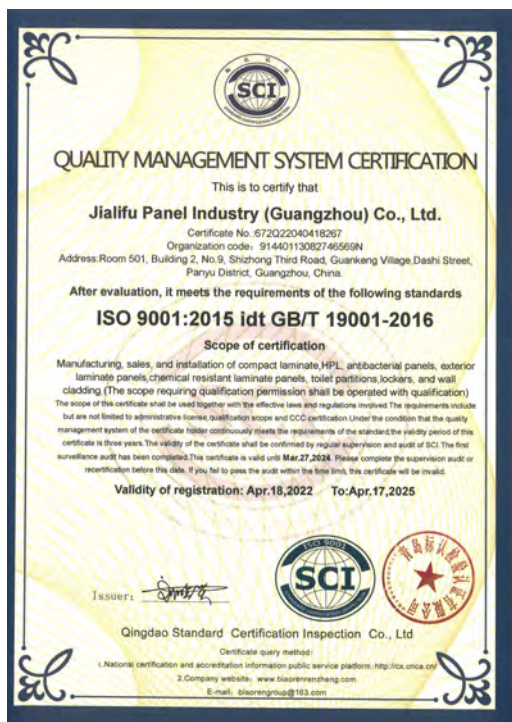 SCI
QUALITY MANAGEMENT SYSTEM CERTIFICATION
This is to certify that
Jialifu Panel Industry (Guangzhou) Co., Ltd.
Certificate No.:672Q22040418267
Organization code: 91440113082746569N
Address:Room 501, Building 2, No.9, Shizhong Third Road, Guankeng Village,Dashi Street,
Panyu District, Guangzhou, China.
After evaluation, it meets the requirements of the following standards
ISO 9001:2015 idt GB/T 19001-2016
Scope of certification
Manufacturing, sales, and installation of compact laminate,HPL, antibacterial panels, exterior
laminate panels,chemical resistant laminate panels, toilet partitions,lockers, and wall
cladding (The scope requiring qualification permission shall be operated with qualification)
The scope of this certificate shall be used together with the effective laws and regulations involved.The requirements include
but are not limited to administrative license,qualification scope and CCC certification.Under the condition that the quality
management system of the certificate holder continuously meets the requirements of the standard,the validity period of this
certificate is three years.The validity of the certificate shall be confirmed by regular supervision and audit of SCI.The first
surveillance audit has been completed.This certificate is valid until Mar.27,2024. Please complete the supervision audit or
recertification before this date. If you fail to pass the audit within the time limit, this certificate will be invalid.
Validity of registration: Apr.18,2022 To:Apr.17,2025
Issuer:
ISO 9001
SCI
青岛标认检验认证有限公司
Qingdao Standard Certification Inspection Co., Ltd
Certificate query method:
1.National certification and accreditation information public service platform:http://cx.cnca.cn/
2.Company website: www.biaorenrenzheng.com
E-mail: biaorengroup@163.com